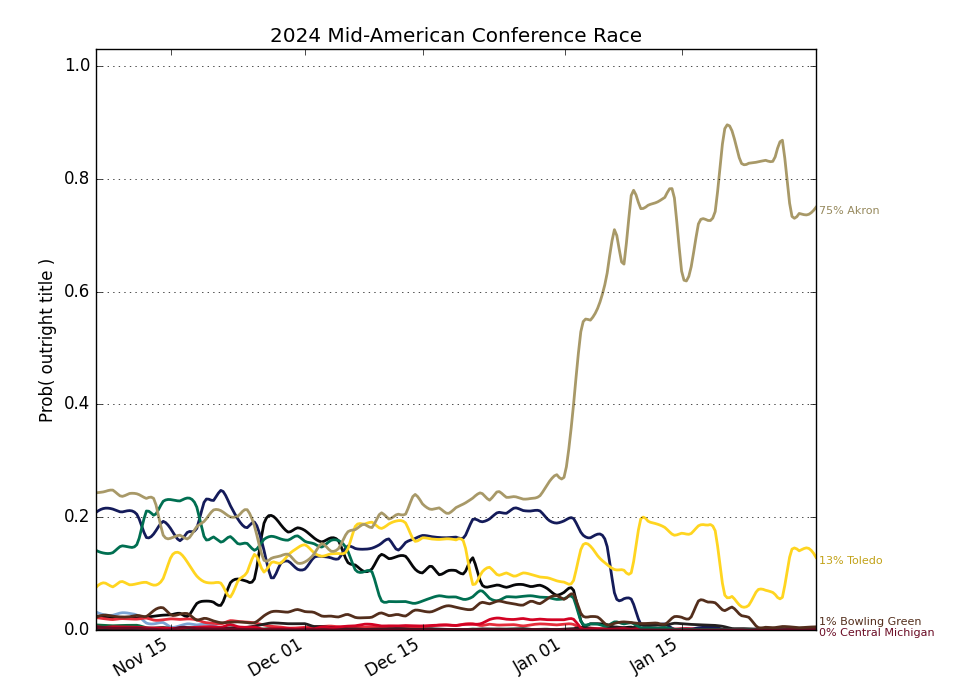 2024 Mid-American Conference Race
Prob( outright title )
1.0
0.8
0.6
0.4
0.2
0.0
75% Akron
13% Toledo
1% Bowling Green
0% Central Michigan
Nov 15
Dec 01
Dec 15
Jan 01
Jan 15